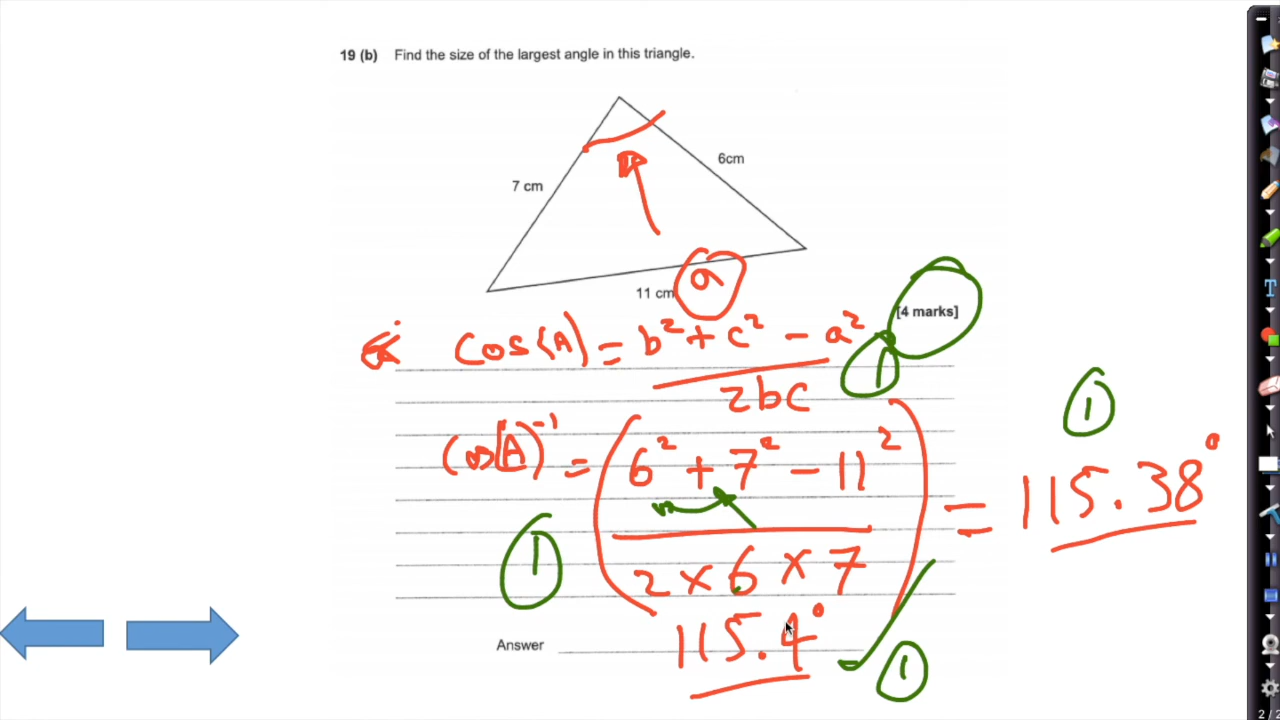 19 (b) Find the size of the largest angle in this triangle.
6cm
7 cm
a
11 cm
[4 marks]
Cos(A) = b² + c² - a²
2bc
1
1
Cos(A)⁻¹ = (6² + 7² - 11²
2 × 6 × 7) = 115.38°
1
115.4°
Answer
1
2 / 2